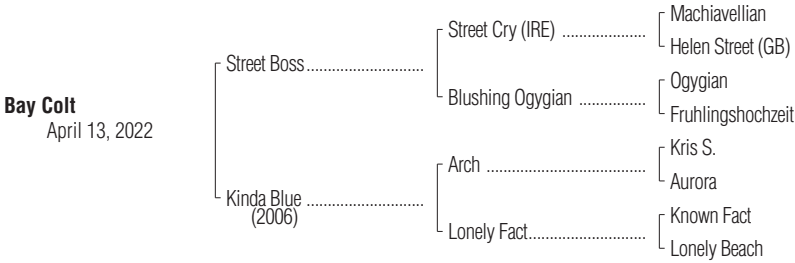 Machiavellian
Street Cry (IRE) ........................
Helen Street (GB)
Street Boss.................................
Ogygian
Blushing Ogygian ...................
Fruhlingshochzeit
Bay Colt
April 13, 2022
Kris S.
Arch .............................................
Aurora
Kinda Blue .................................
(2006)
Known Fact
Lonely Fact.................................
Lonely Beach